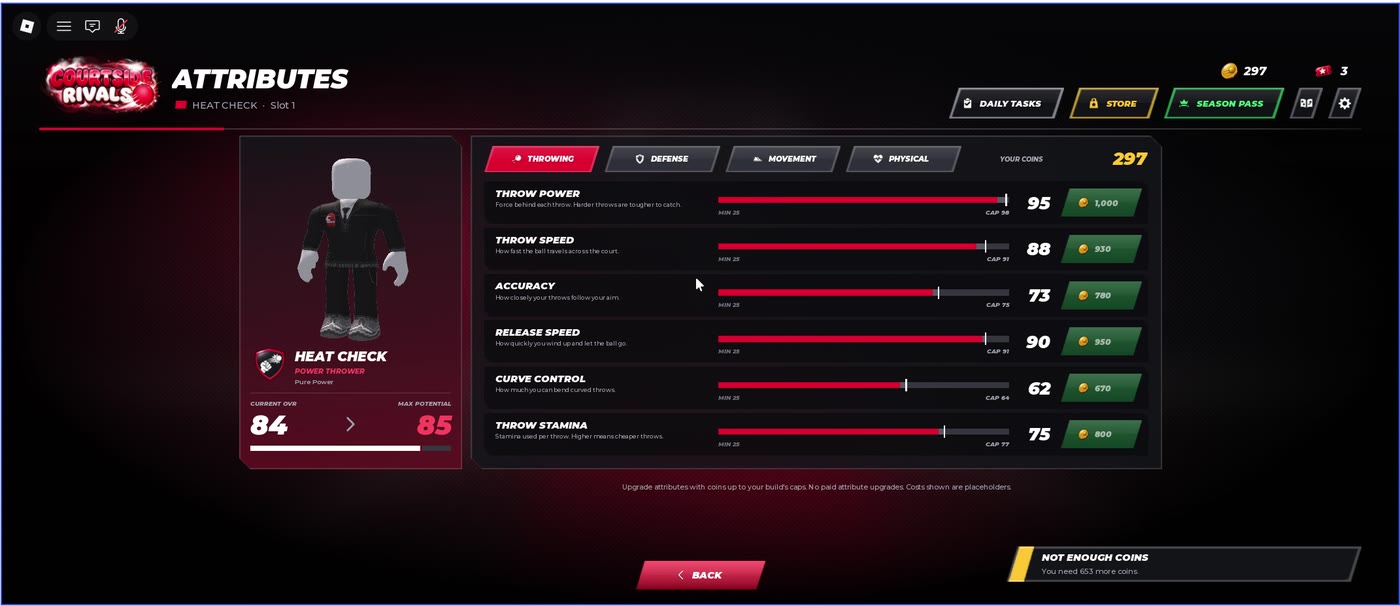 COURTSIDE
RIVALS
ATTRIBUTES
HEAT CHECK · Slot 1
297
3
DAILY TASKS
STORE
SEASON PASS
THROWING
DEFENSE
MOVEMENT
PHYSICAL
YOUR COINS
297
THROW POWER
Force behind each throw. Harder throws are tougher to catch.
MIN 25
CAP 98
95
1,000
THROW SPEED
How fast the ball travels across the court.
MIN 25
CAP 91
88
930
ACCURACY
How closely your throws follow your aim.
MIN 25
CAP 75
73
780
RELEASE SPEED
How quickly you wind up and let the ball go.
MIN 25
CAP 91
90
950
CURVE CONTROL
How much you can bend curved throws.
MIN 25
CAP 64
62
670
THROW STAMINA
Stamina used per throw. Higher means cheaper throws.
MIN 25
CAP 77
75
800
HEAT CHECK
POWER THROWER
Pure Power
CURRENT OVR
MAX POTENTIAL
84
85
Upgrade attributes with coins up to your build's caps. No paid attribute upgrades. Costs shown are placeholders.
NOT ENOUGH COINS
You need 653 more coins.
BACK